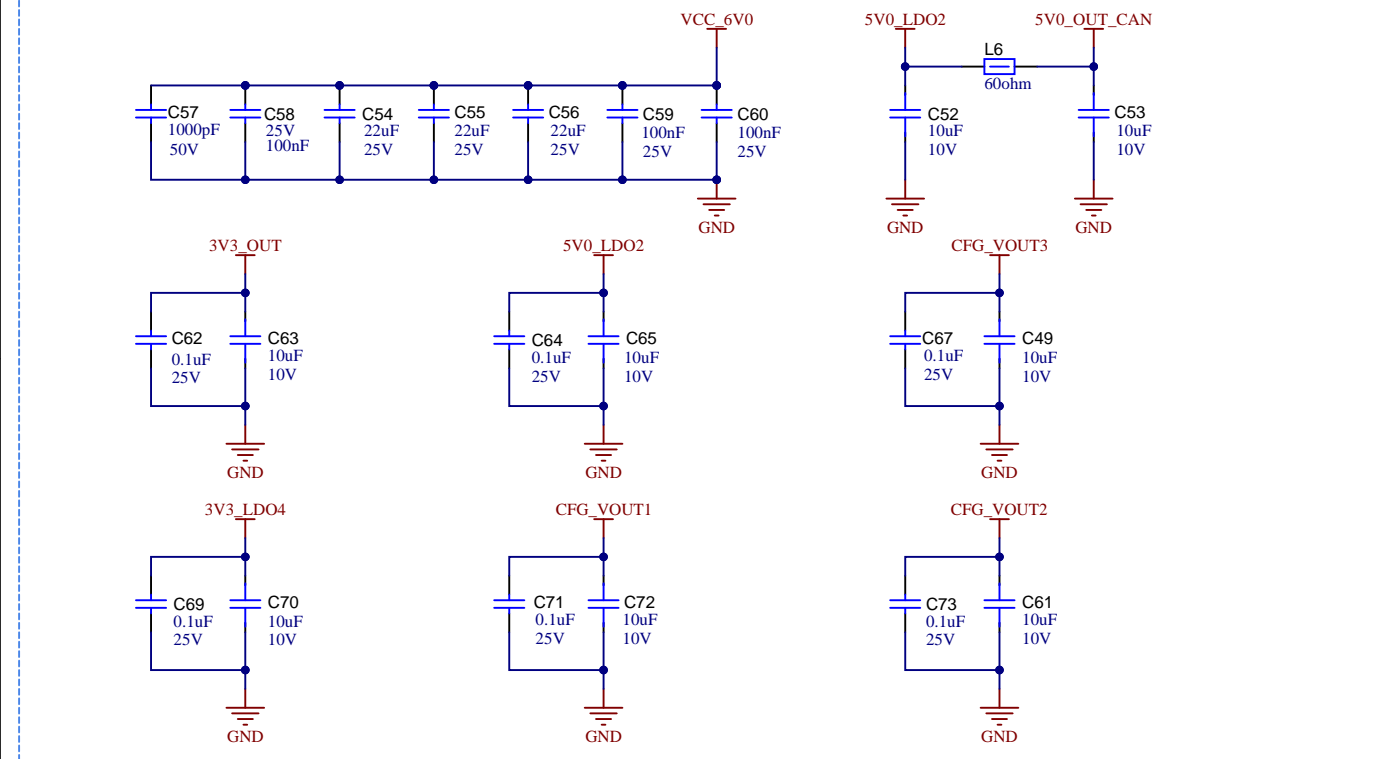 VCC_6V0
5V0_LDO2
5V0_OUT_CAN
L6
60ohm
C57
1000pF
50V
C58
25V
100nF
C54
22uF
25V
C55
22uF
25V
C56
22uF
25V
C59
100nF
25V
C60
100nF
25V
C52
10uF
10V
C53
10uF
10V
GND
GND
GND
3V3_OUT
5V0_LDO2
CFG_VOUT3
C62
0.1uF
25V
C63
10uF
10V
C64
0.1uF
25V
C65
10uF
10V
C67
0.1uF
25V
C49
10uF
10V
GND
GND
GND
3V3_LDO4
CFG_VOUT1
CFG_VOUT2
C69
0.1uF
25V
C70
10uF
10V
C71
0.1uF
25V
C72
10uF
10V
C73
0.1uF
25V
C61
10uF
10V
GND
GND
GND